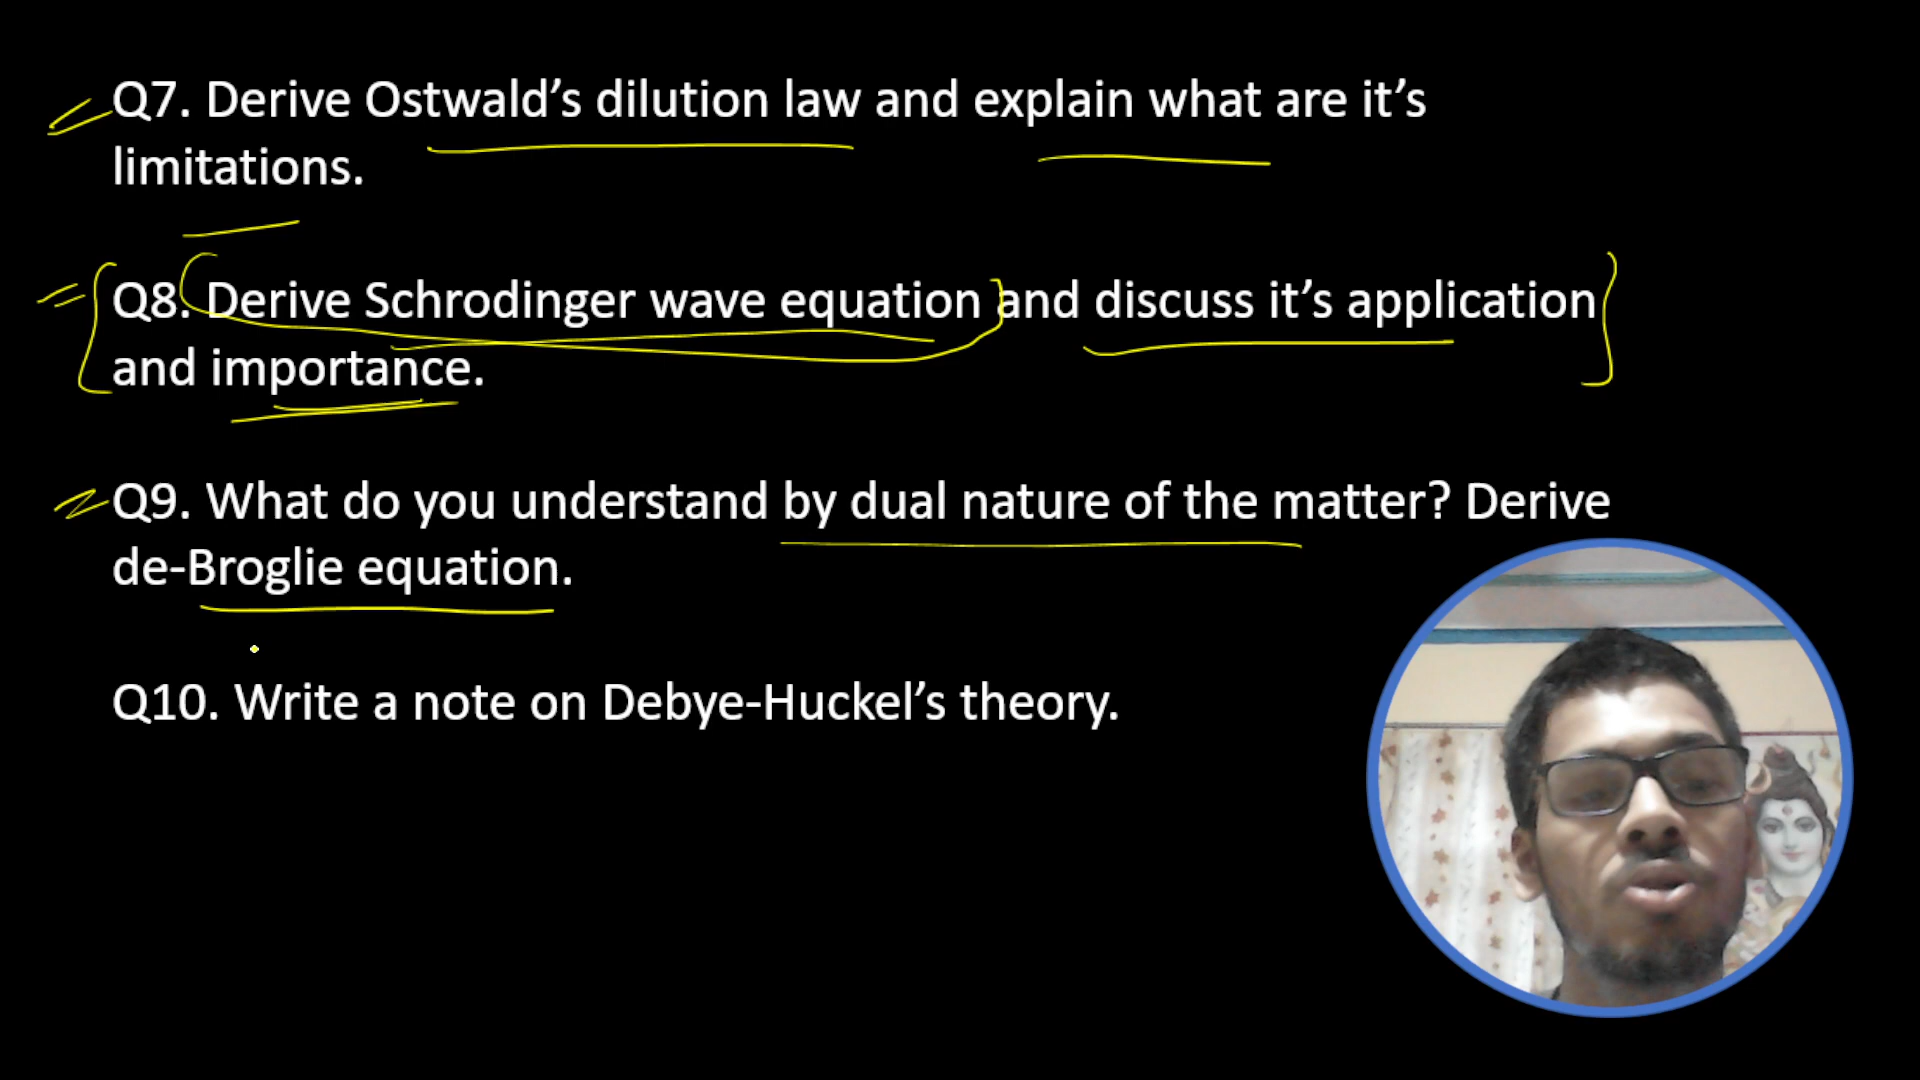 Q7. Derive Ostwald’s dilution law and explain what are it’s
limitations.
Q8. Derive Schrodinger wave equation and discuss it’s application
and importance.
Q9. What do you understand by dual nature of the matter? Derive
de-Broglie equation.
Q10. Write a note on Debye-Huckel’s theory.